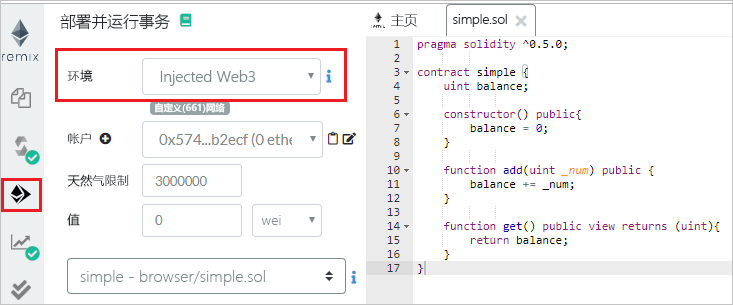 remix
部署并运行事务
环境
Injected Web3
自定义(661)网络
帐户
0x574...b2ecf (0 ethe
天然气限制
3000000
值
0
wei
simple - browser/simple.sol
主页
simple.sol
1 pragma solidity ^0.5.0;
2
3 contract simple {
4 uint balance;
5
6 constructor() public{
7 balance = 0;
8 }
9
10 function add(uint _num) public {
11 balance += _num;
12 }
13
14 function get() public view returns (uint){
15 return balance;
16 }
17 }